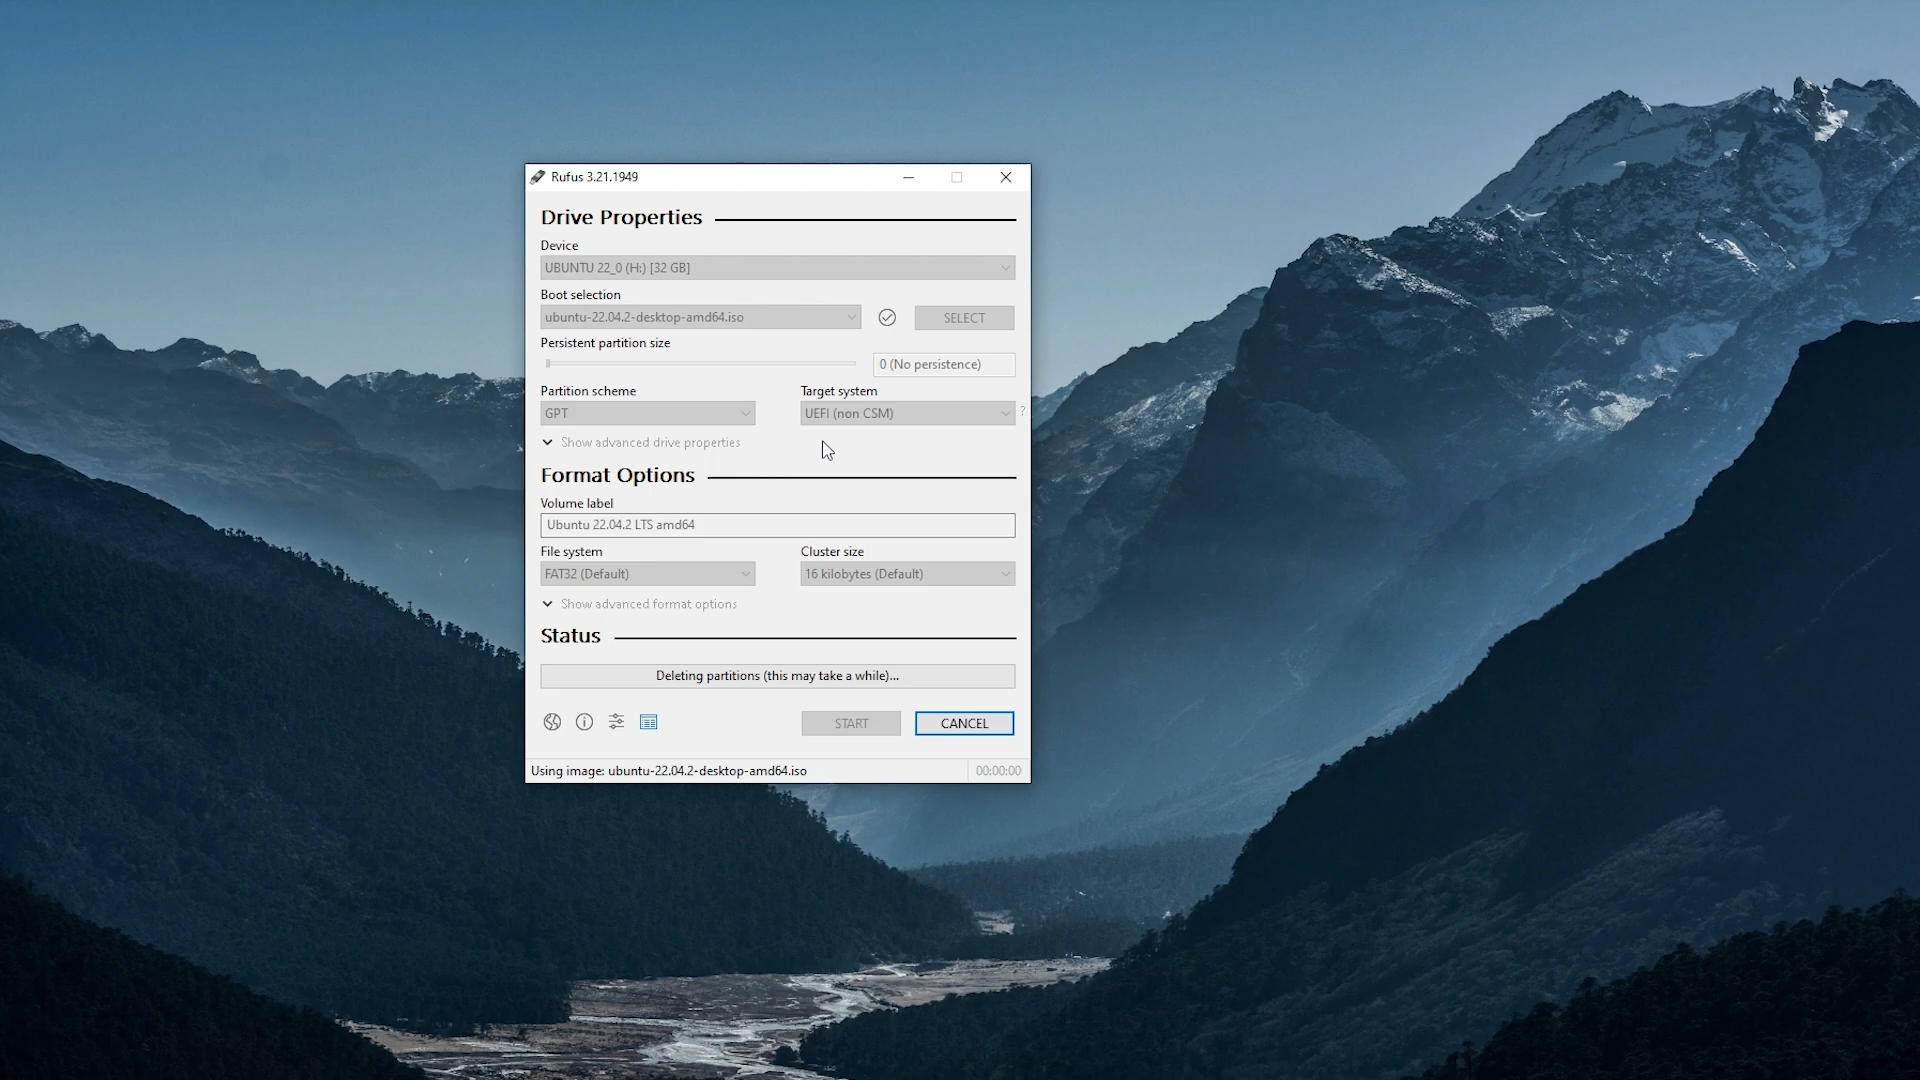 Rufus 3.21.1949
Drive Properties
Device
UBUNTU 22_0 (H:) [32 GB]
Boot selection
ubuntu-22.04.2-desktop-amd64.iso
SELECT
Persistent partition size
0 (No persistence)
Partition scheme
Target system
GPT
UEFI (non CSM)
?
Show advanced drive properties
Format Options
Volume label
Ubuntu 22.04.2 LTS amd64
File system
Cluster size
FAT32 (Default)
16 kilobytes (Default)
Show advanced format options
Status
Deleting partitions (this may take a while)...
START
CANCEL
Using image: ubuntu-22.04.2-desktop-amd64.iso
00:00:00